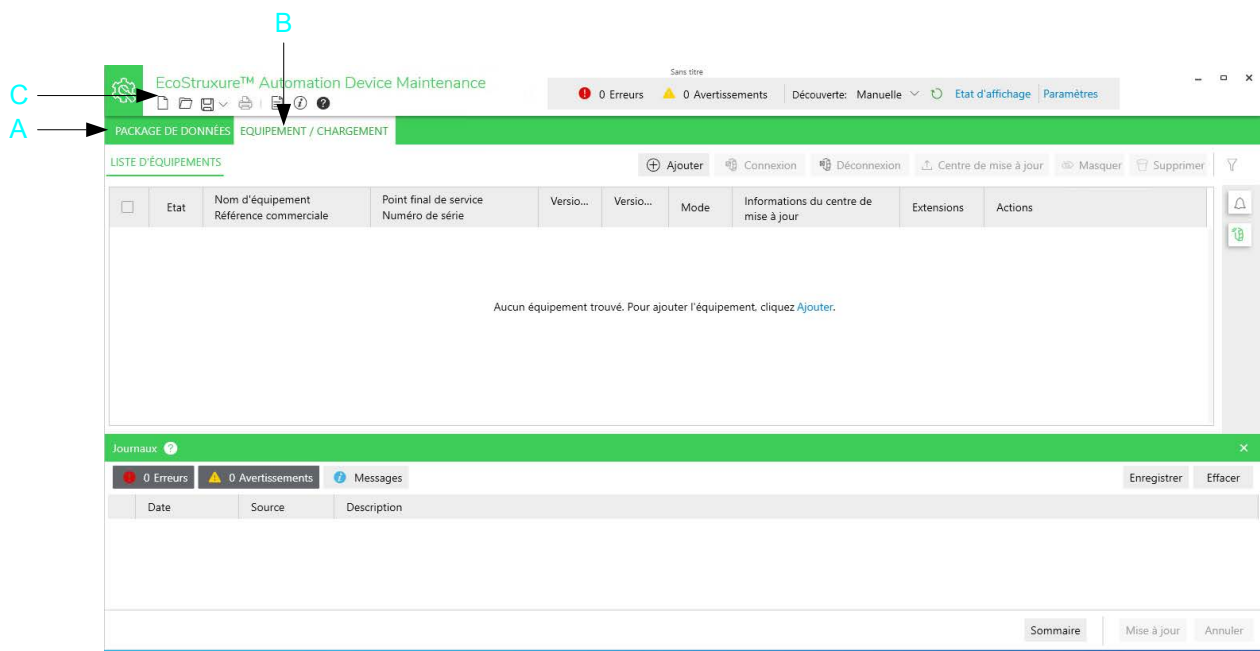 B
Sans titre
EcoStruxure™ Automation Device Maintenance
0 Erreurs 0 Avertissements Découverte: Manuelle Etat d'affichage Paramètres
C
A
PACKAGE DE DONNÉES EQUIPEMENT / CHARGEMENT
LISTE D'ÉQUIPEMENTS
Ajouter Connexion Déconnexion Centre de mise à jour Masquer Supprimer
Etat Nom d'équipement Point final de service Versio... Versio... Mode Informations du centre de Extensions Actions
Référence commerciale Numéro de série mise à jour
Aucun équipement trouvé. Pour ajouter l'équipement, cliquez Ajouter.
Journaux ?
0 Erreurs 0 Avertissements Messages Enregistrer Effacer
Date Source Description
Sommaire Mise à jour Annuler